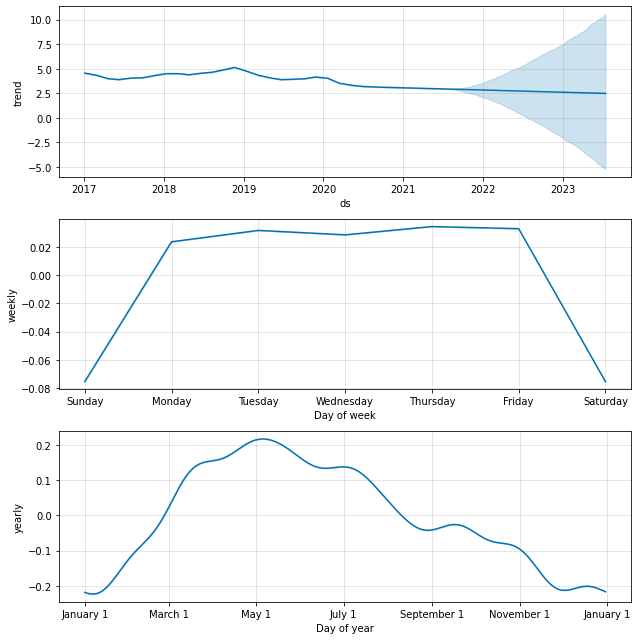 10.0
7.5
5.0
2.5
0.0
−2.5
−5.0
trend
2017 2018 2019 2020 2021 2022 2023
ds
0.02
0.00
−0.02
−0.04
−0.06
−0.08
weekly
Sunday Monday Tuesday Wednesday Thursday Friday Saturday
Day of week
0.2
0.1
0.0
−0.1
−0.2
yearly
January 1 March 1 May 1 July 1 September 1 November 1 January 1
Day of year